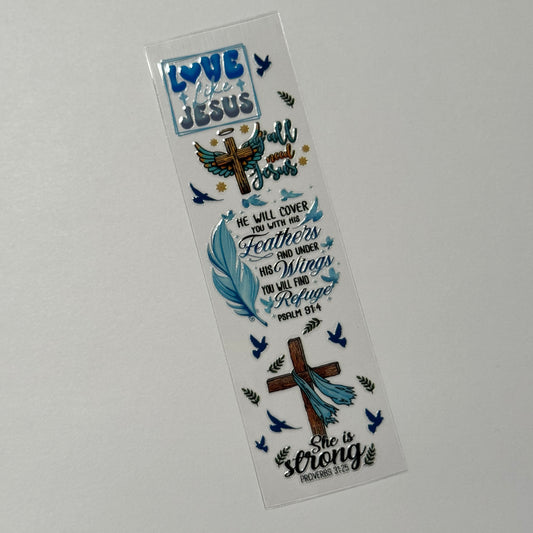 LOVE
like
JESUS
Y'all
need
Jesus
HE WILL COVER
YOU WITH HIS
Feathers
AND UNDER
HIS Wings
YOU WILL FIND
Refuge
PSALM 91:4
She is
strong
PROVERBS 31:25